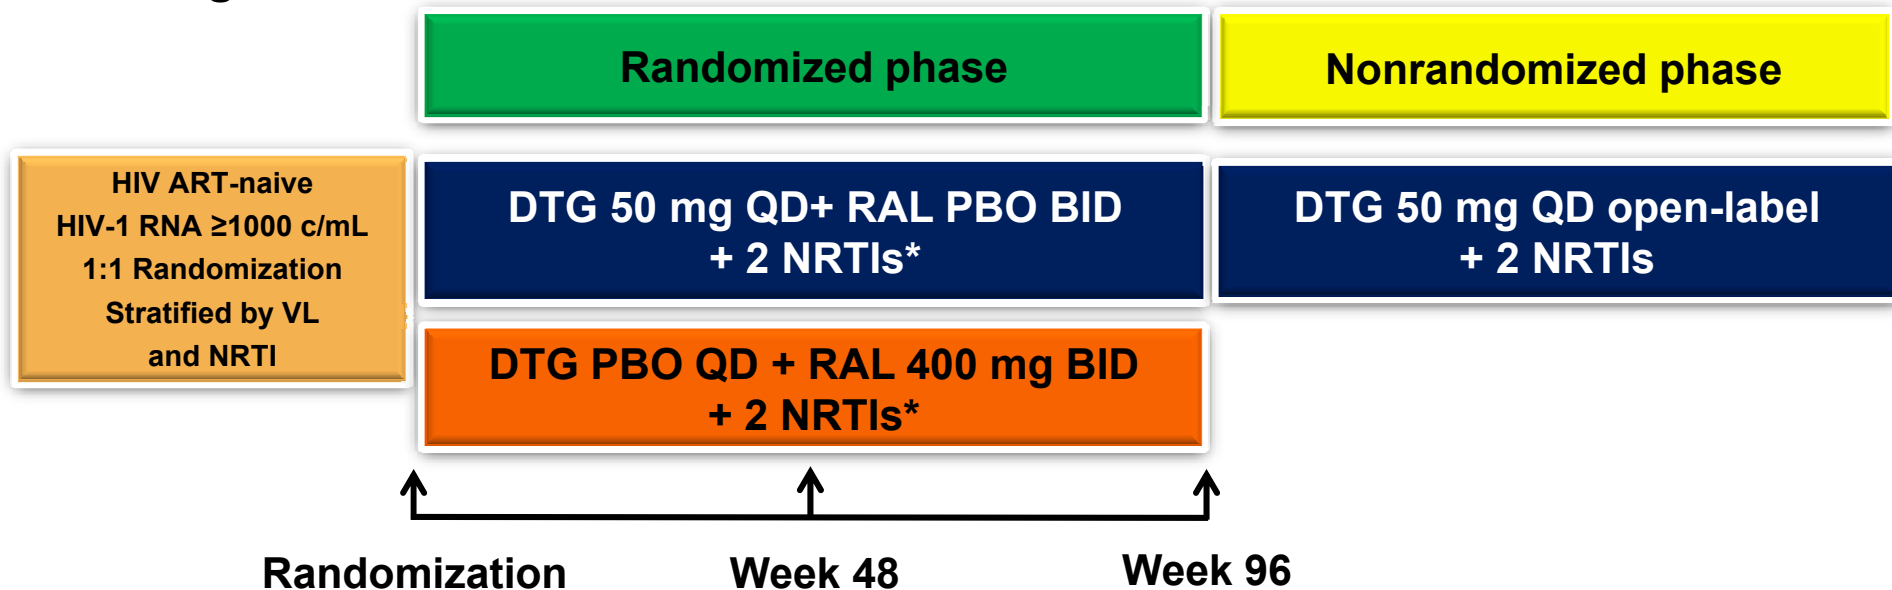 Randomized phase
Nonrandomized phase
HIV ART-naive
HIV-1 RNA ≥1000 c/mL
1:1 Randomization
Stratified by VL
and NRTI
DTG 50 mg QD+ RAL PBO BID
+ 2 NRTIs*
DTG 50 mg QD open-label
+ 2 NRTIs
DTG PBO QD + RAL 400 mg BID
+ 2 NRTIs*
Randomization
Week 48
Week 96